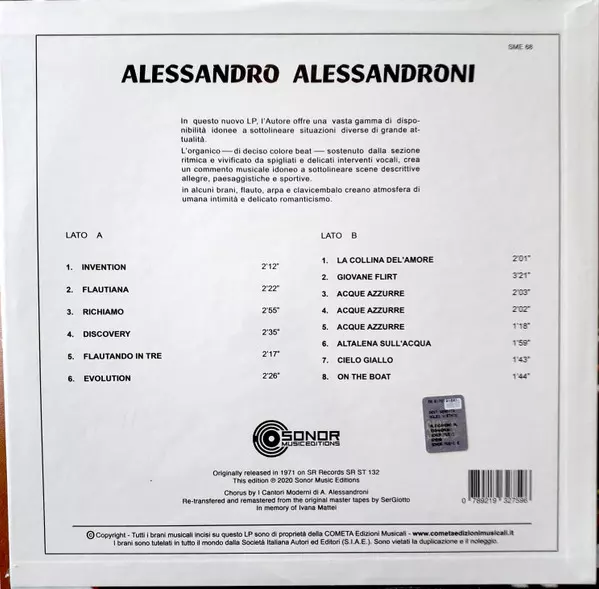 SME 66
ALESSANDRO ALESSANDRONI
In questo nuovo LP, l'Autore offre una vasta gamma di dispo-
nibilità idonee a sottolineare situazioni diverse di grande at-
tualità.
L'organico — di deciso colore beat — sostenuto dalla sezione
ritmica e vivificato da spigliati e delicati interventi vocali, crea
un commento musicale idoneo a sottolineare scene descrittive
allegre, paesaggistiche e sportive.
in alcuni brani, flauto, arpa e clavicembalo creano atmosfera di
umana intimità e delicato romanticismo.
LATO A
1. INVENTION 2'12"
2. FLAUTIANA 2'22"
3. RICHIAMO 2'55"
4. DISCOVERY 2'35"
5. FLAUTANDO IN TRE 2'17"
6. EVOLUTION 2'26"
LATO B
1. LA COLLINA DEL'AMORE 2'01"
2. GIOVANE FLIRT 3'21"
3. ACQUE AZZURRE 2'03"
4. ACQUE AZZURRE 2'02"
5. ACQUE AZZURRE 1'18"
6. ALTALENA SULL'ACQUA 1'59"
7. CIELO GIALLO 1'43"
8. ON THE BOAT 1'44"
SONOR
MUSIC EDITIONS
Originally released in 1971 on SR Records SR ST 132
This edition ℗ 2020 Sonor Music Editions
Chorus by I Cantori Moderni di A. Alessandroni
Re-transfered and remastered from the original master tapes by SerGiotto
In memory of Ivana Mattei
0 789219 327596
© Copyright - Tutti i brani musicali incisi su questo LP sono di proprietà della COMETA Edizioni Musicali - www.cometaedizionimusicali.it
I brani sono tutelati in tutto il mondo dalla Società Italiana Autori ed Editori (S.I.A.E.). Sono vietati la duplicazione e il noleggio.